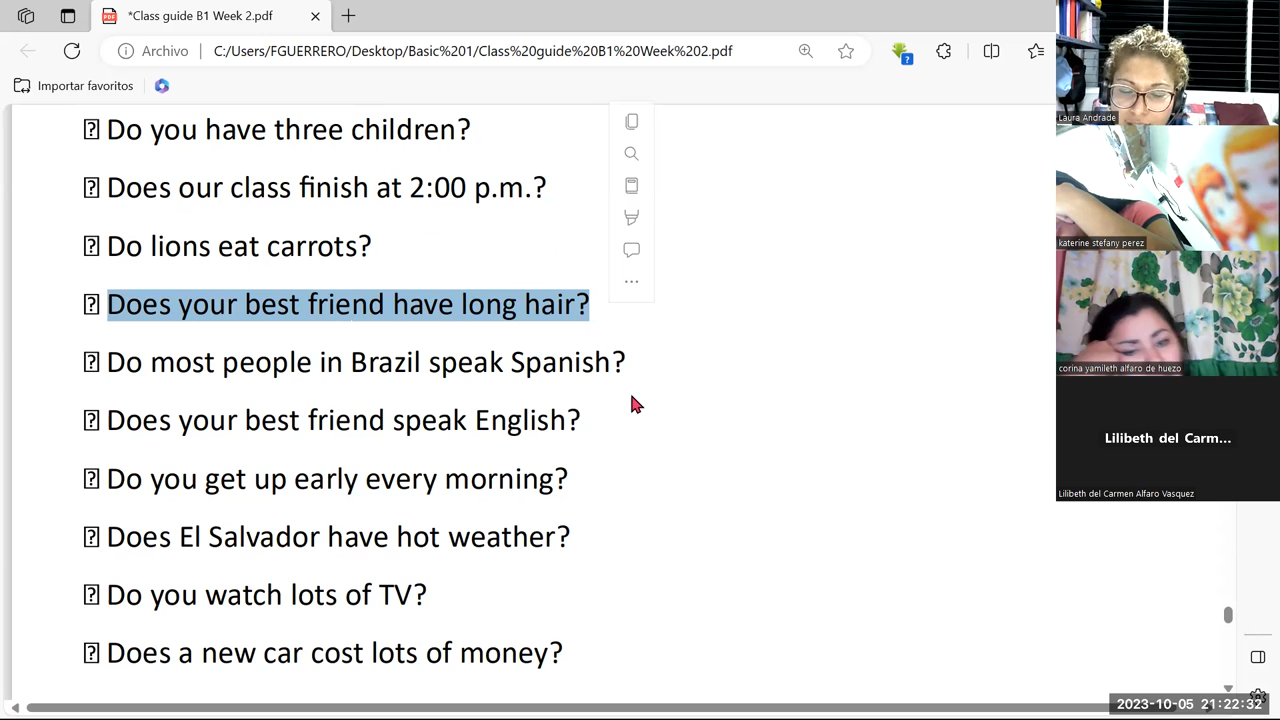 *Class guide B1 Week 2.pdf
Archivo
C:/Users/FGUERRERO/Desktop/Basic%201/Class%20guide%20B1%20Week%202.pdf
Importar favoritos
Do you have three children?
Does our class finish at 2:00 p.m.?
Do lions eat carrots?
Does your best friend have long hair?
Do most people in Brazil speak Spanish?
Does your best friend speak English?
Do you get up early every morning?
Does El Salvador have hot weather?
Do you watch lots of TV?
Does a new car cost lots of money?
Laura Andrade
katerine stefany perez
corina yamileth alfaro de huezo
Lilibeth del Carm...
Lilibeth del Carmen Alfaro Vasquez
2023-10-05 21:22:32